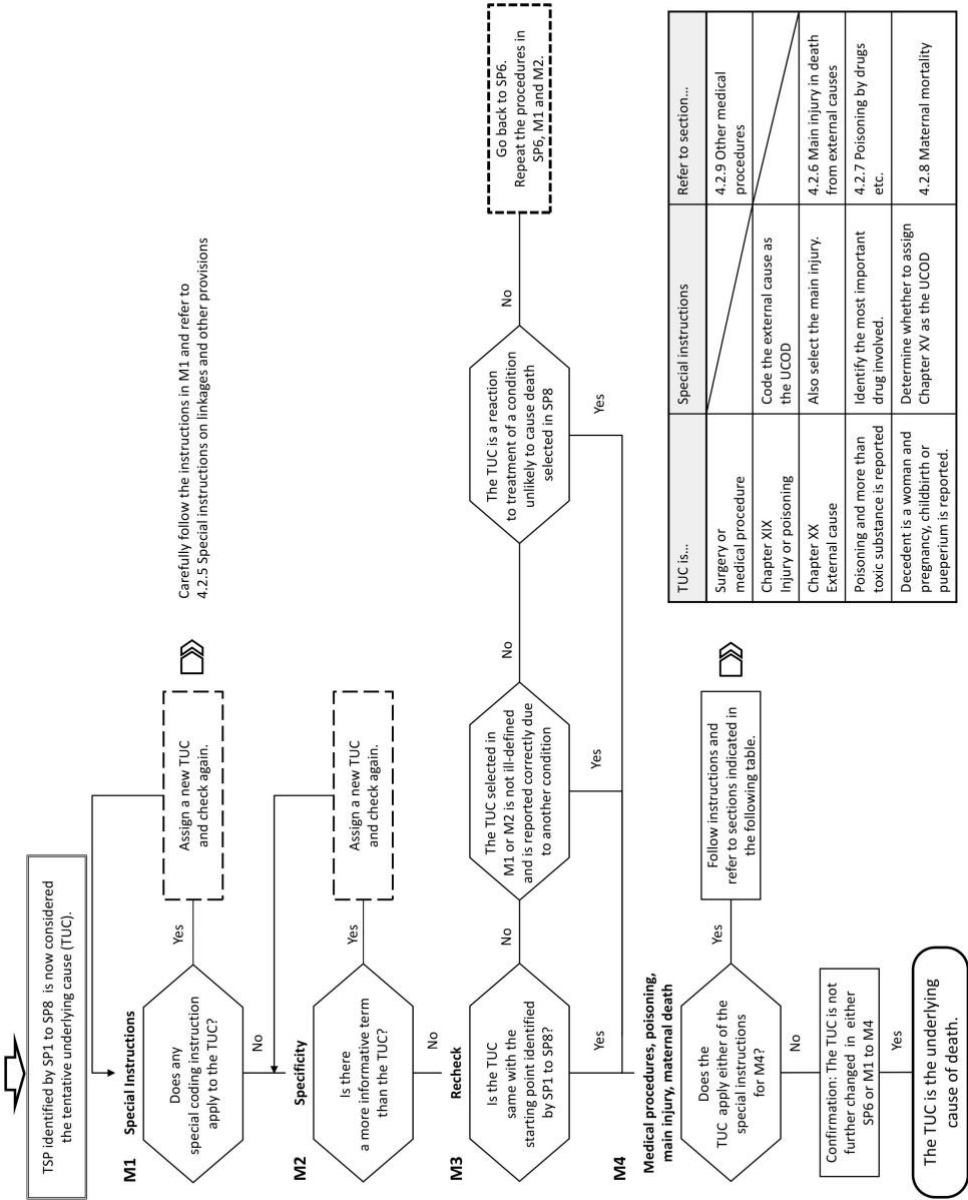 TSP identified by SP1 to SP8 is now considered
the tentative underlying cause (TUC).
M1
Special Instructions
Does any
special coding instruction
apply to the TUC?
Yes
Assign a new TUC
and check again.
Carefully follow the instructions in M1 and refer to
4.2.5 Special instructions on linkages and other provisions
No
M2
Specificity
Is there
a more informative term
than the TUC?
Yes
Assign a new TUC
and check again.
No
M3
Recheck
Is the TUC
same with the
starting point identified
by SP1 to SP8?
No
The TUC selected in
M1 or M2 is not ill-defined
and is reported correctly due
to another condition
No
The TUC is a reaction
to treatment of a condition
unlikely to cause death
selected in SP8
No
Go back to SP6.
Repeat the procedures in
SP6, M1 and M2.
Yes
Yes
Yes
M4
Medical procedures, poisoning,
main injury, maternal death
Does the
TUC apply either of the
special instructions
for M4?
Yes
Follow instructions and
refer to sections indicated in
the following table.
No
Confirmation: The TUC is not
further changed in either
SP6 or M1 to M4
Yes
The TUC is the underlying
cause of death.
TUC is...
Special instructions
Refer to section...
Surgery or
medical procedure
4.2.9 Other medical
procedures
Chapter XIX
Injury or poisoning
Code the external cause as
the UCOD
Chapter XX
External cause
Also select the main injury.
4.2.6 Main injury in death
from external causes
Poisoning and more than
toxic substance is reported
Identify the most important
drug involved.
4.2.7 Poisoning by drugs
etc.
Decedent is a woman and
pregnancy, childbirth or
pueperium is reported.
Determine whether to assign
Chapter XV as the UCOD
4.2.8 Maternal mortality